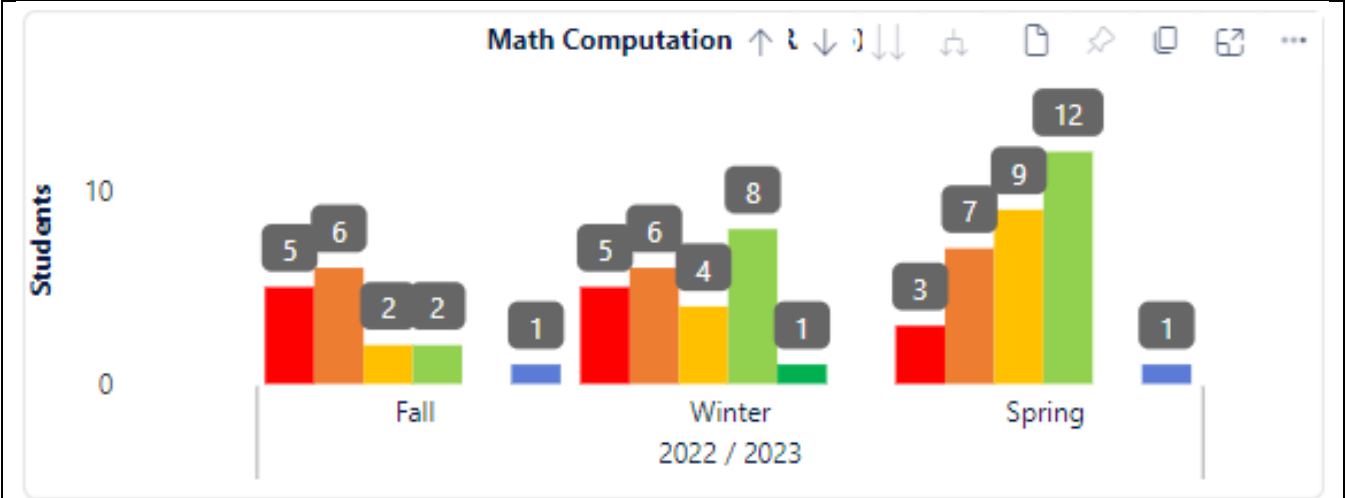 Math Computation
Students
10
0
5 6 2 2 1
5 6 4 8 1
3 7 9 12 1
Fall Winter Spring
2022 / 2023